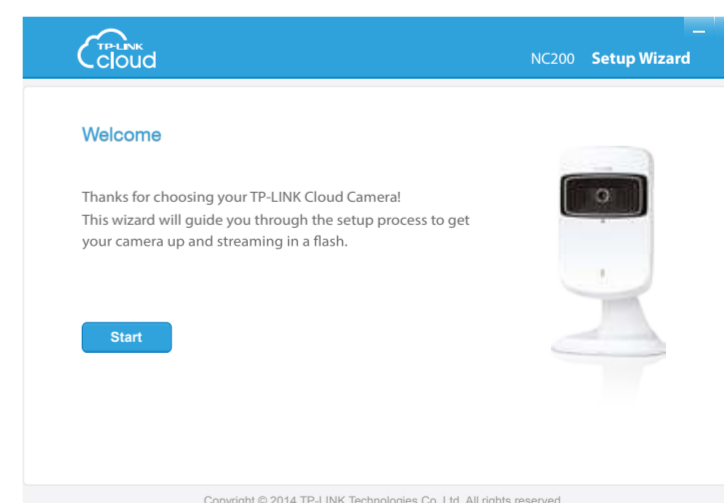 TP-LINK
cloud
NC200 Setup Wizard
Welcome
Thanks for choosing your TP-LINK Cloud Camera!
This wizard will guide you through the setup process to get
your camera up and streaming in a flash.
Start
Copyright © 2014 TP-LINK Technologies Co.,Ltd. All rights reserved